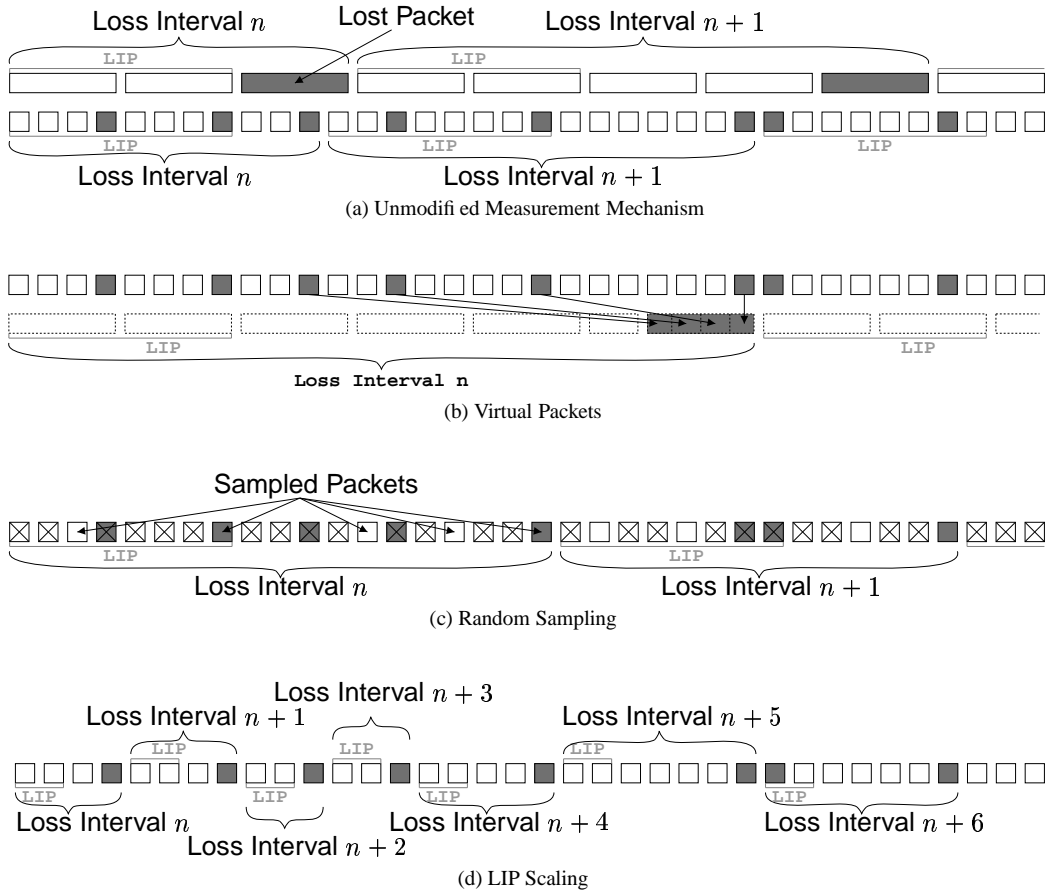 Lost Packet
Loss Interval n
Loss Interval n + 1
LIP
LIP
LIP
LIP
LIP
Loss Interval n
Loss Interval n + 1
(a) Unmodifi ed Measurement Mechanism
LIP
LIP
Loss Interval n
(b) Virtual Packets
Sampled Packets
LIP
LIP
Loss Interval n
Loss Interval n + 1
(c) Random Sampling
Loss Interval n + 3
Loss Interval n + 1
Loss Interval n + 5
LIP
LIP
LIP
LIP
LIP
LIP
LIP
Loss Interval n
Loss Interval n + 2
Loss Interval n + 4
Loss Interval n + 6
(d) LIP Scaling